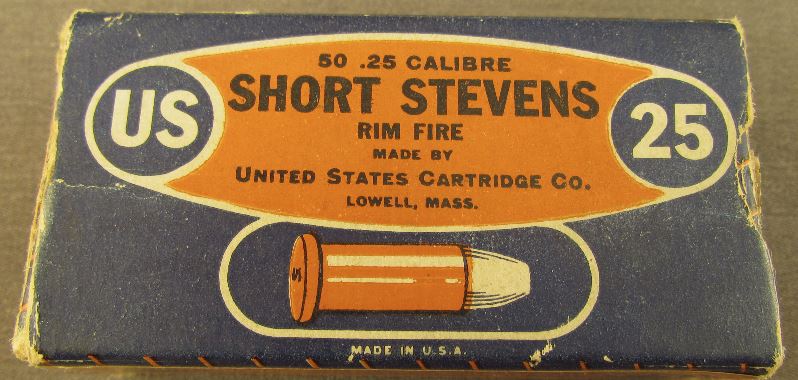 50 .25 CALIBRE
US SHORT STEVENS 25
RIM FIRE
MADE BY
UNITED STATES CARTRIDGE CO.
LOWELL, MASS.
US
MADE IN U.S.A.